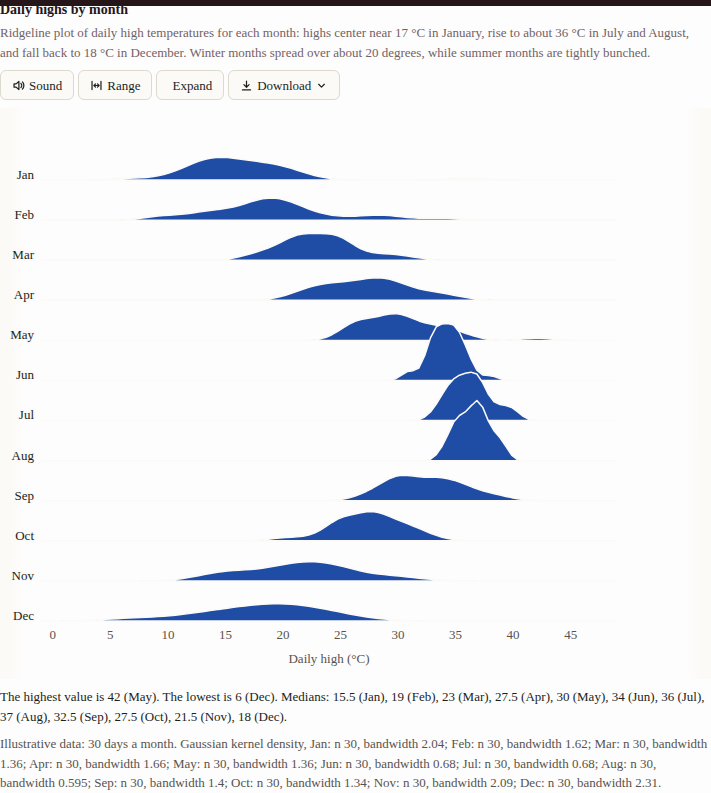 Daily highs by month
Ridgeline plot of daily high temperatures for each month: highs center near 17 °C in January, rise to about 36 °C in July and August,
and fall back to 18 °C in December. Winter months spread over about 20 degrees, while summer months are tightly bunched.
Sound Range Expand Download
Jan
Feb
Mar
Apr
May
Jun
Jul
Aug
Sep
Oct
Nov
Dec
0 5 10 15 20 25 30 35 40 45
Daily high (°C)
The highest value is 42 (May). The lowest is 6 (Dec). Medians: 15.5 (Jan), 19 (Feb), 23 (Mar), 27.5 (Apr), 30 (May), 34 (Jun), 36 (Jul),
37 (Aug), 32.5 (Sep), 27.5 (Oct), 21.5 (Nov), 18 (Dec).
Illustrative data: 30 days a month. Gaussian kernel density, Jan: n 30, bandwidth 2.04; Feb: n 30, bandwidth 1.62; Mar: n 30, bandwidth
1.36; Apr: n 30, bandwidth 1.66; May: n 30, bandwidth 1.36; Jun: n 30, bandwidth 0.68; Jul: n 30, bandwidth 0.68; Aug: n 30,
bandwidth 0.595; Sep: n 30, bandwidth 1.4; Oct: n 30, bandwidth 1.34; Nov: n 30, bandwidth 2.09; Dec: n 30, bandwidth 2.31.